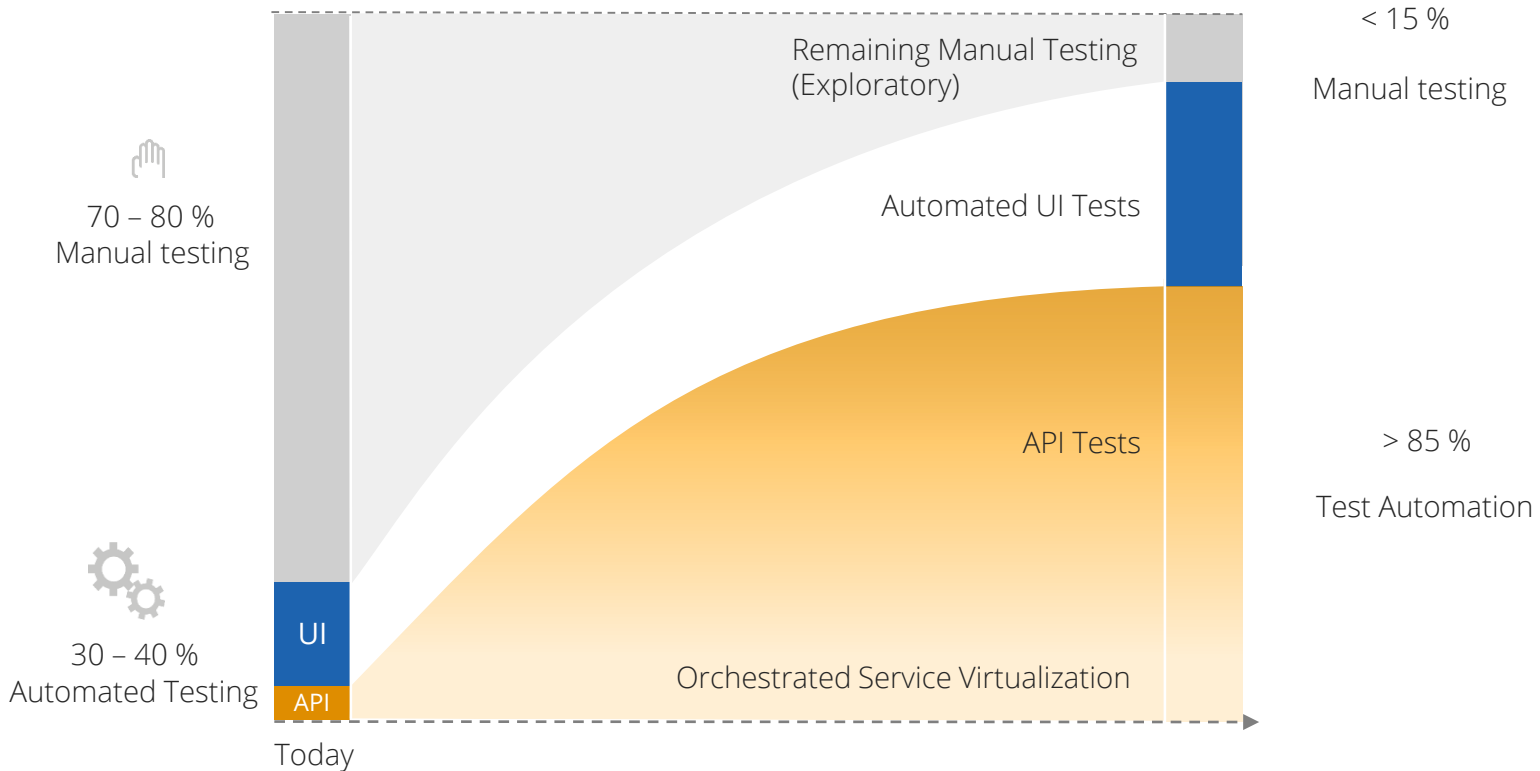 < 15 %
Manual testing
Remaining Manual Testing
(Exploratory)
70 – 80 %
Manual testing
Automated UI Tests
API Tests
> 85 %
Test Automation
UI
30 – 40 %
Automated Testing
API
Orchestrated Service Virtualization
Today